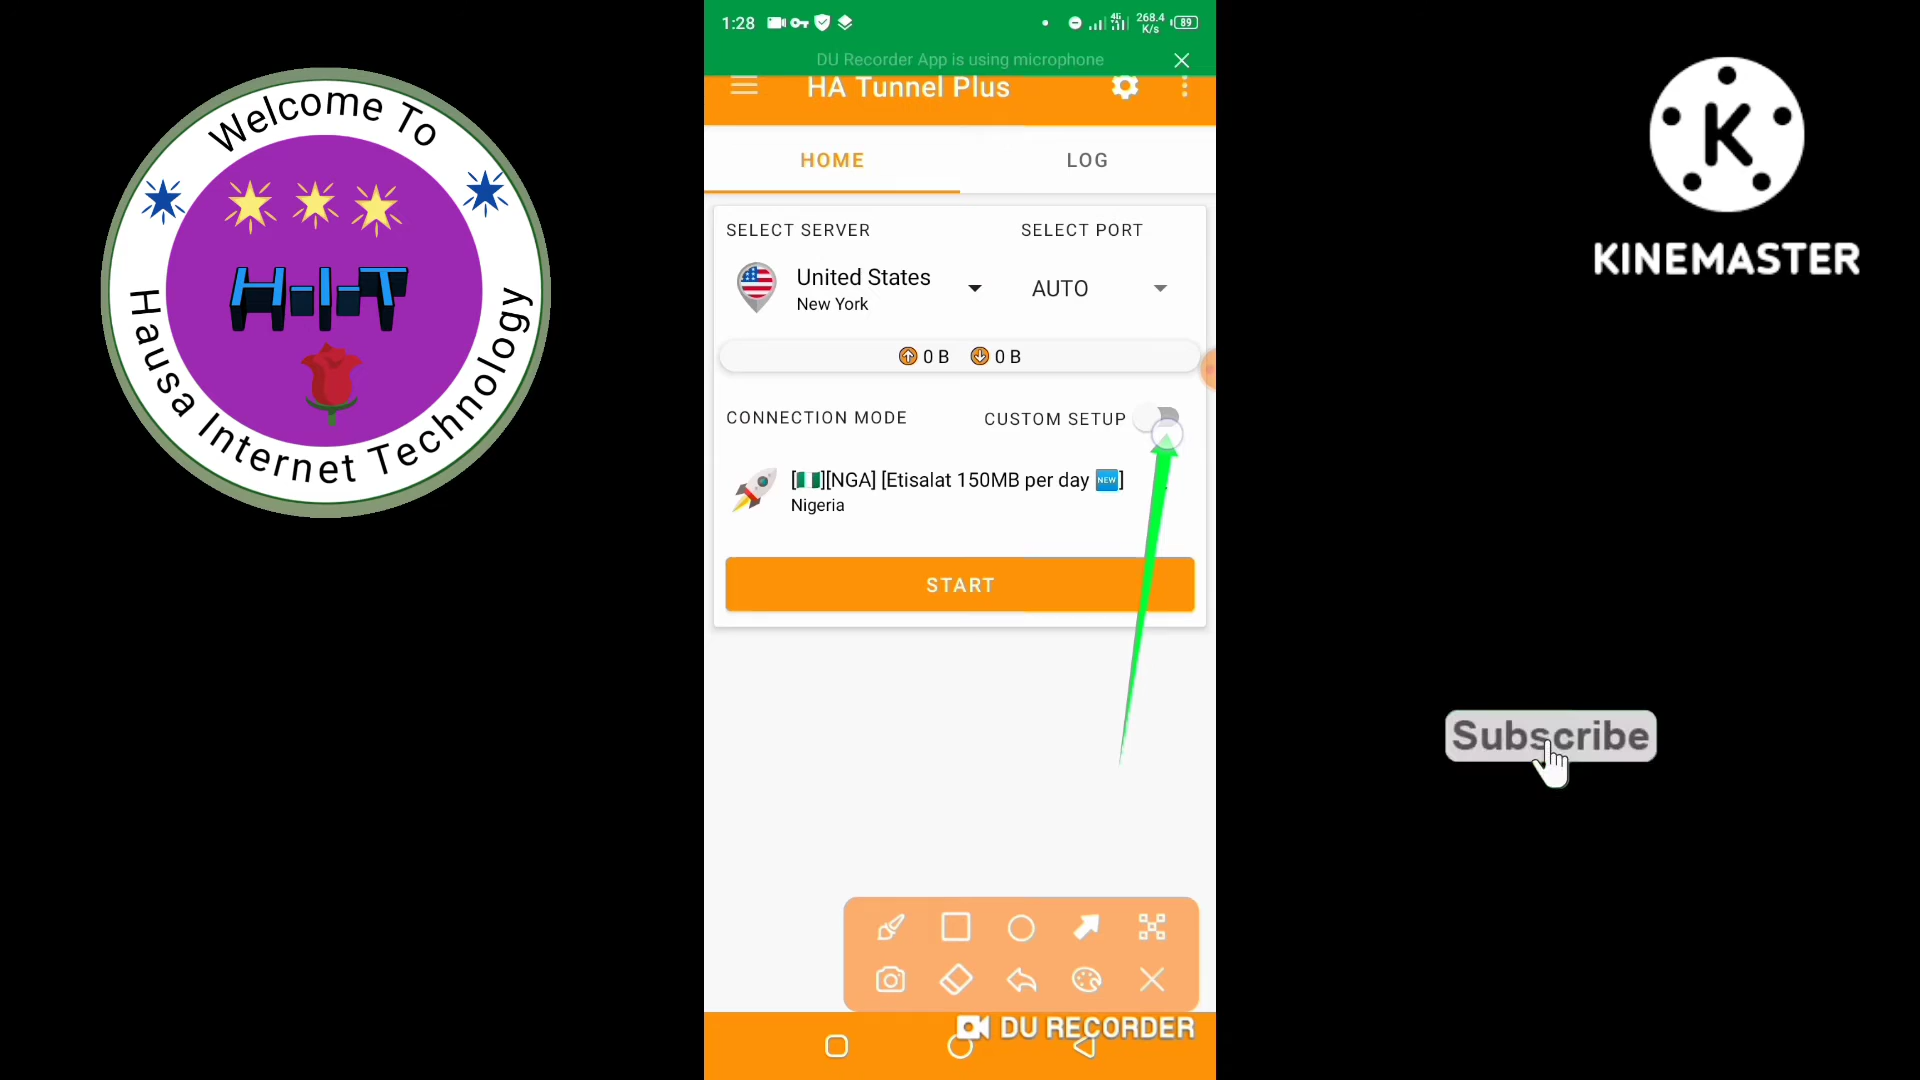 Welcome To
H.I.T
Hausa Internet Technology
1:28
4G
268.4
K/s
89
DU Recorder App is using microphone
HA Tunnel Plus
HOME
LOG
SELECT SERVER
SELECT PORT
United States
New York
AUTO
0 B
0 B
CONNECTION MODE
CUSTOM SETUP
[🇳🇬][NGA] [Etisalat 150MB per day 🆕]
Nigeria
START
DU RECORDER
K
KINEMASTER
Subscribe